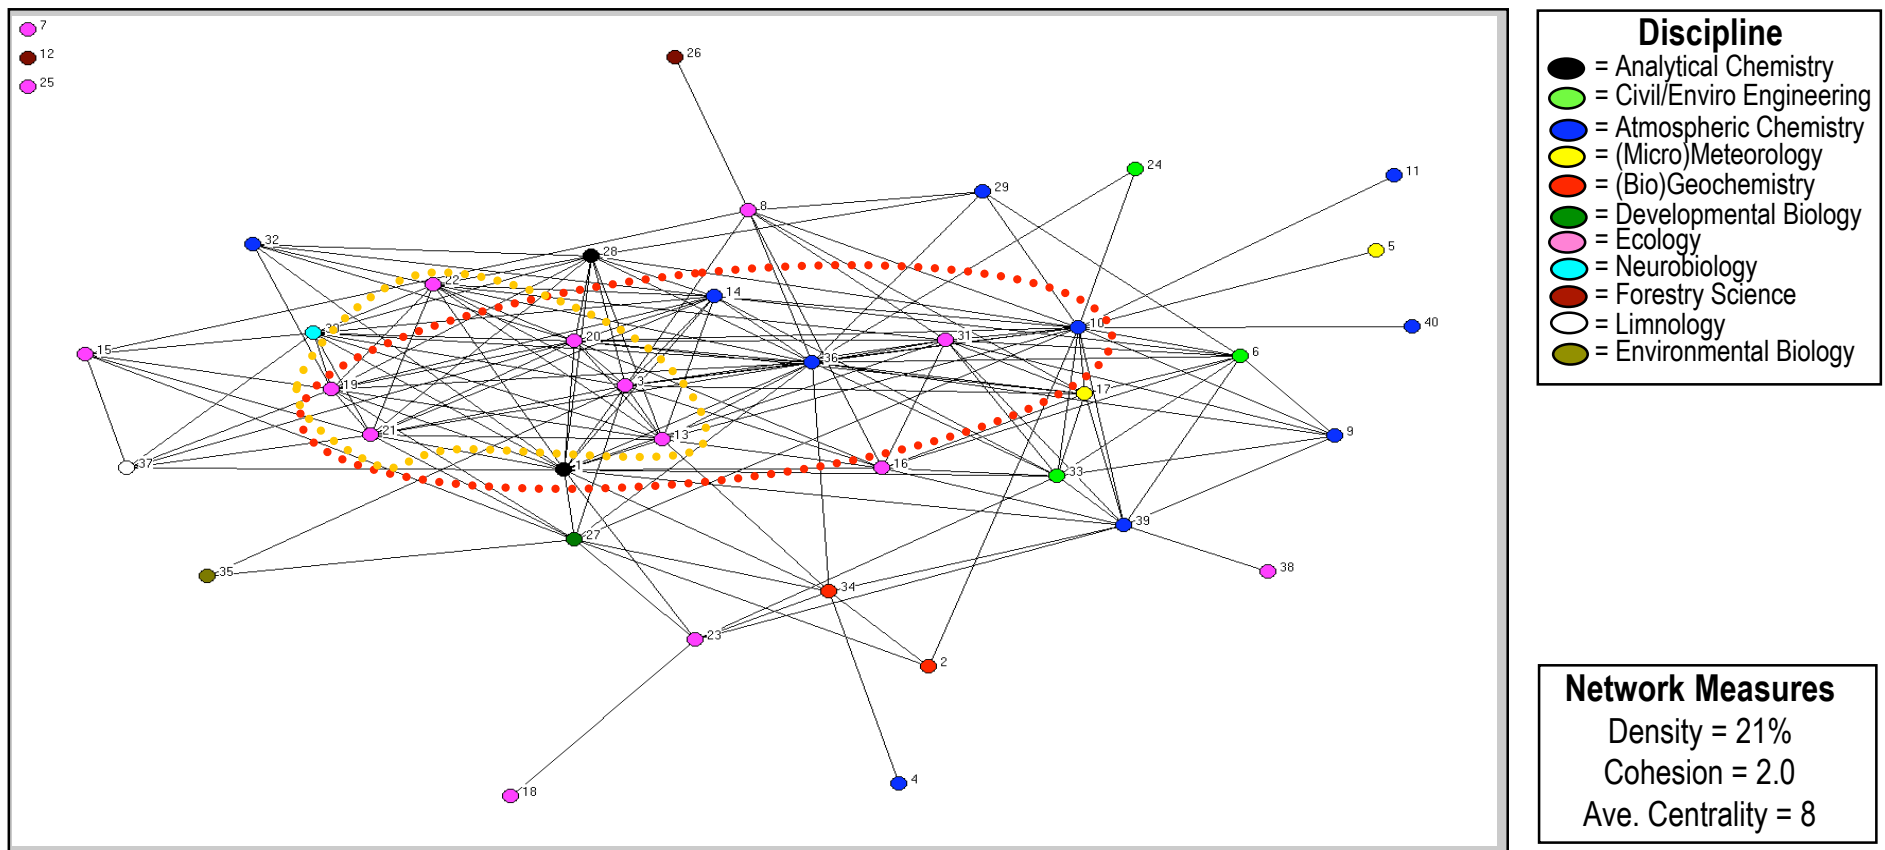 7
12
25
26
24
11
29
8
5
32
28
22
14
10
40
30
20
31
6
15
36
19
3
17
21
13
9
37
1
16
33
39
27
35
38
34
23
2
18
4
Discipline
= Analytical Chemistry
= Civil/Enviro Engineering
= Atmospheric Chemistry
= (Micro)Meteorology
= (Bio)Geochemistry
= Developmental Biology
= Ecology
= Neurobiology
= Forestry Science
= Limnology
= Environmental Biology
Network Measures
Density = 21%
Cohesion = 2.0
Ave. Centrality = 8